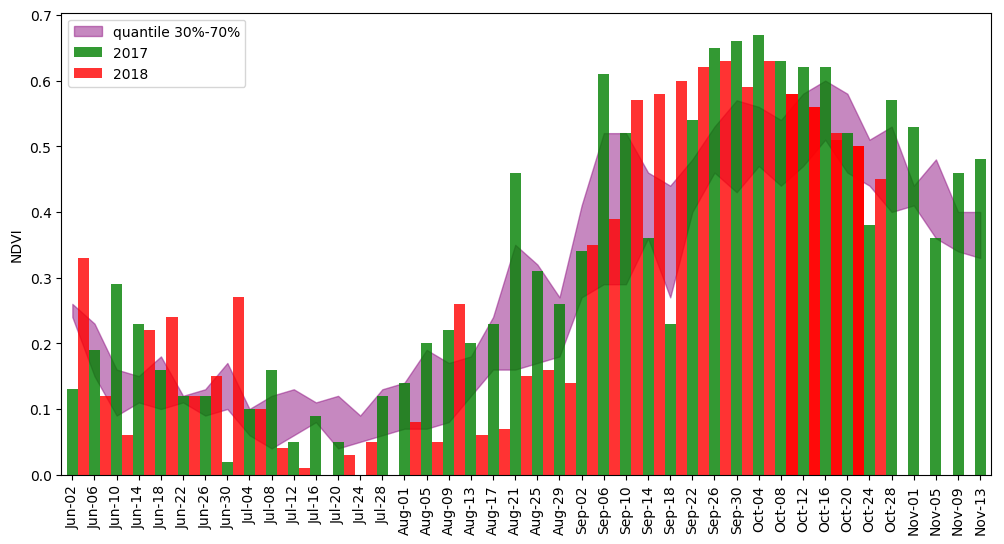 quantile 30%-70%
2017
2018
NDVI
0.7
0.6
0.5
0.4
0.3
0.2
0.1
0.0
Jun-02
Jun-06
Jun-10
Jun-14
Jun-18
Jun-22
Jun-26
Jun-30
Jul-04
Jul-08
Jul-12
Jul-16
Jul-20
Jul-24
Jul-28
Aug-01
Aug-05
Aug-09
Aug-13
Aug-17
Aug-21
Aug-25
Aug-29
Sep-02
Sep-06
Sep-10
Sep-14
Sep-18
Sep-22
Sep-26
Sep-30
Oct-04
Oct-08
Oct-12
Oct-16
Oct-20
Oct-24
Oct-28
Nov-01
Nov-05
Nov-09
Nov-13